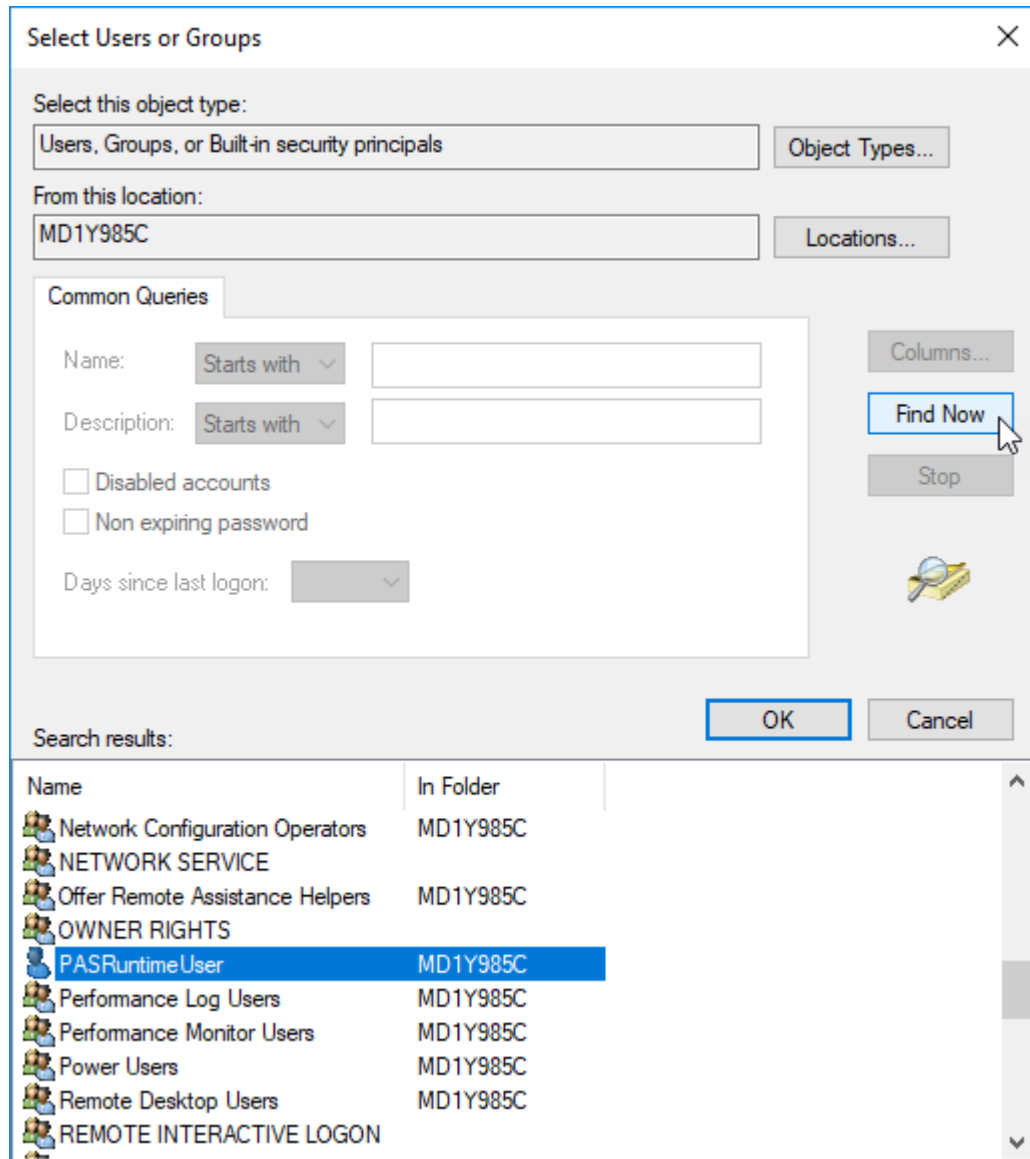 Select Users or Groups
Select this object type:
Users, Groups, or Built-in security principals
Object Types...
From this location:
MD1Y985C
Locations...
Common Queries
Name:
Starts with
Columns...
Description:
Starts with
Find Now
Disabled accounts
Stop
Non expiring password
Days since last logon:
OK
Cancel
Search results:
Name In Folder
Network Configuration Operators MD1Y985C
NETWORK SERVICE
Offer Remote Assistance Helpers MD1Y985C
OWNER RIGHTS
PASRuntimeUser MD1Y985C
Performance Log Users MD1Y985C
Performance Monitor Users MD1Y985C
Power Users MD1Y985C
Remote Desktop Users MD1Y985C
REMOTE INTERACTIVE LOGON